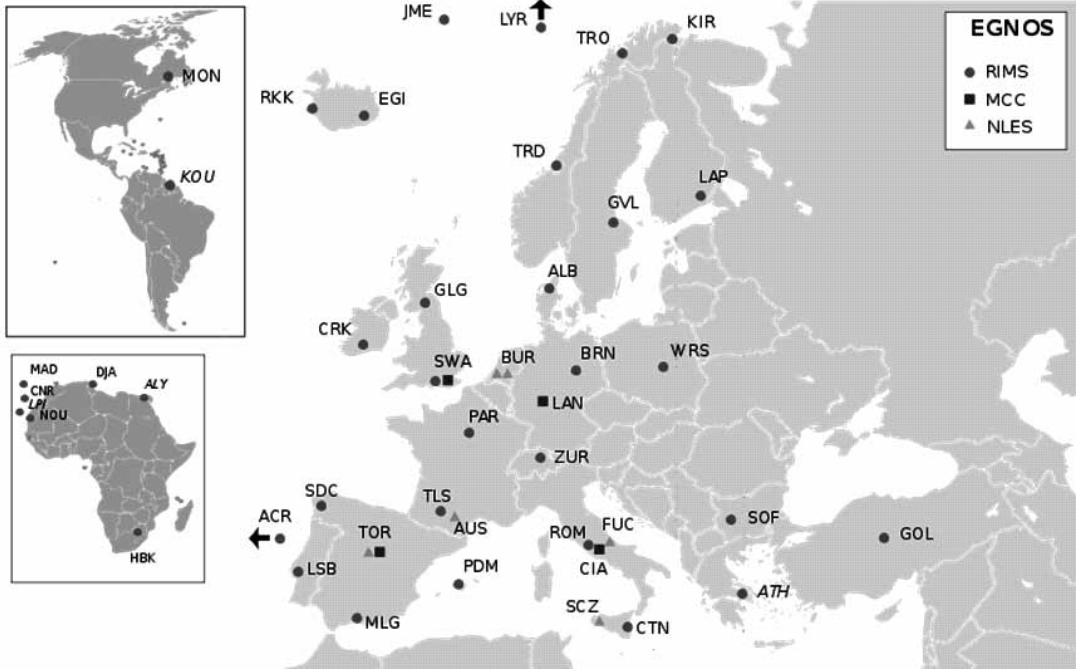 JME
LYR
KIR
TRO
EGNOS
RIMS
MCC
NLES
MON
RKK
EGI
TRD
KOU
LAP
GVL
ALB
GLG
CRK
SWA
BUR
BRN
WRS
MAD
DJA
ALY
CNR
LPI
NOU
LAN
PAR
ZUR
SDC
TLS
ACR
AUS
SOF
TOR
ROM
FUC
GOL
HBK
LSB
PDM
CIA
ATH
SCZ
MLG
CTN